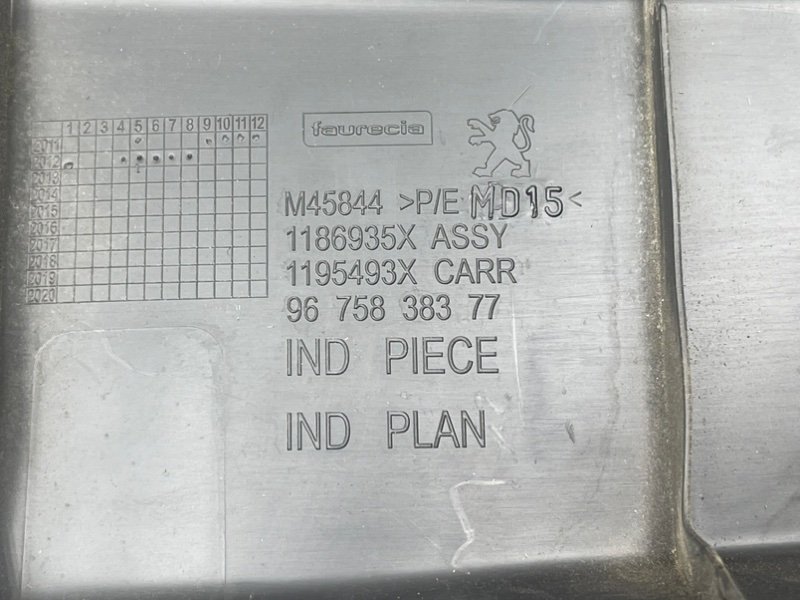 faurecia
1 2 3 4 5 6 7 8 9 10 11 12
2011
2012
2013
2014
2015
2016
2017
2018
2019
2020
M45844 >P/E MD15<
1186935X ASSY
1195493X CARR
96 758 383 77
IND PIECE
IND PLAN